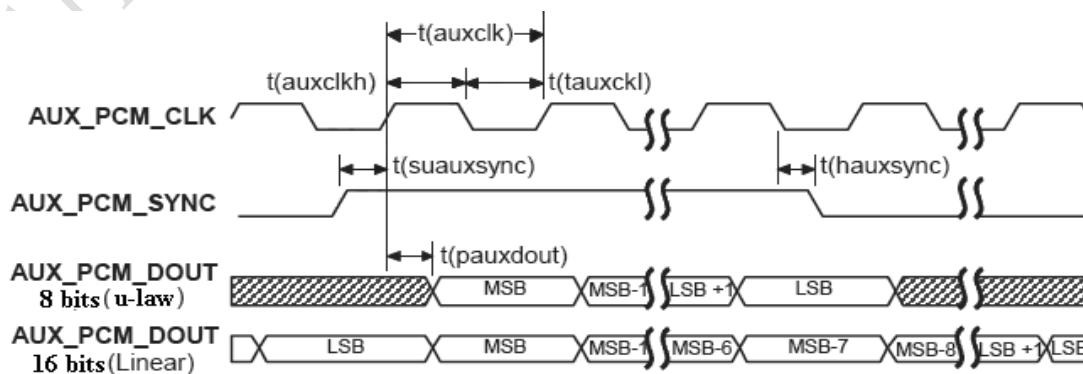 t(auxclk)
t(auxclkh) t(tauxckl)
AUX_PCM_CLK
t(suauxsync) t(hauxsync)
AUX_PCM_SYNC
t(pauxdout)
AUX_PCM_DOUT
8 bits(u-law)
MSB MSB-1 LSB +1 LSB
AUX_PCM_DOUT
16 bits(Linear)
LSB MSB MSB-1 MSB-6 MSB-7 MSB-8 LSB +1 LSB